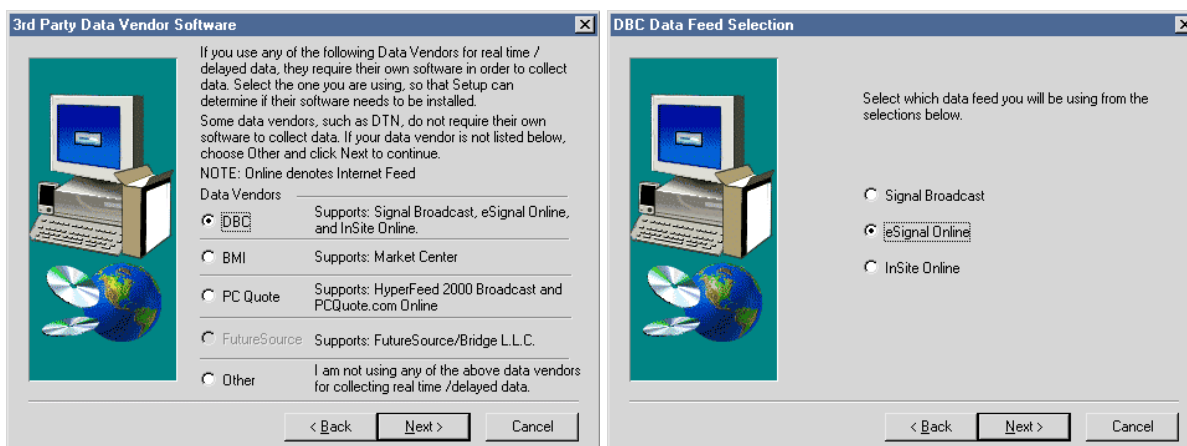 3rd Party Data Vendor Software
If you use any of the following Data Vendors for real time /
delayed data, they require their own software in order to collect
data. Select the one you are using, so that Setup can
determine if their software needs to be installed.
Some data vendors, such as DTN, do not require their own
software to collect data. If your data vendor is not listed below,
choose Other and click Next to continue.
NOTE: Online denotes Internet Feed
Data Vendors
DBC
Supports: Signal Broadcast, eSignal Online,
and InSite Online.
BMI
Supports: Market Center
PC Quote
Supports: HyperFeed 2000 Broadcast and
PCQuote.com Online
FutureSource
Supports: FutureSource/Bridge L.L.C.
Other
I am not using any of the above data vendors
for collecting real time /delayed data.
< Back
Next >
Cancel
DBC Data Feed Selection
Select which data feed you will be using from the
selections below.
Signal Broadcast
eSignal Online
InSite Online
< Back
Next >
Cancel